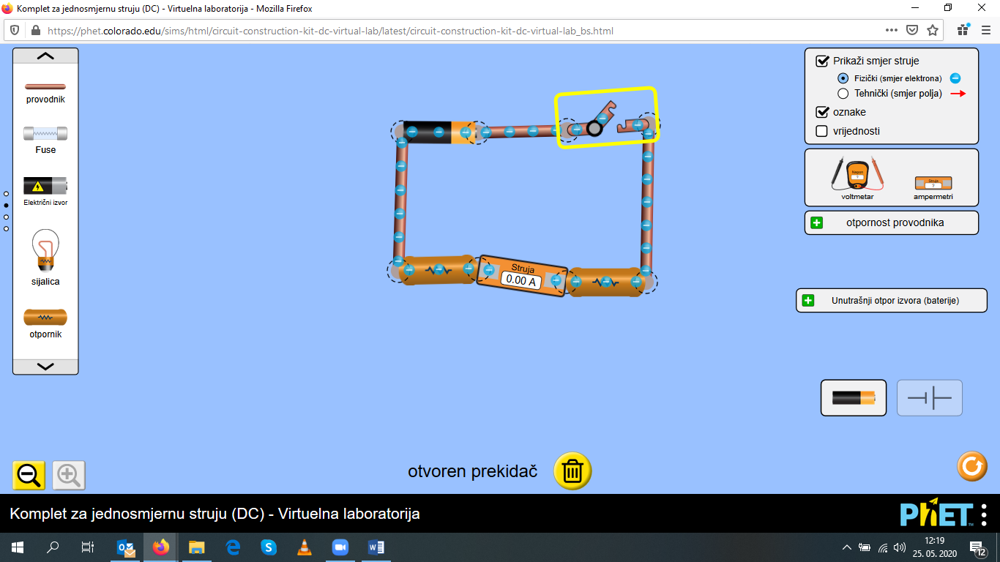 Komplet za jednosmjernu struju (DC) - Virtuelna laboratorija - Mozilla Firefox
https://phet.colorado.edu/sims/html/circuit-construction-kit-dc-virtual-lab/latest/circuit-construction-kit-dc-virtual-lab_bs.html
provodnik
Fuse
Električni izvor
sijalica
otpornik
Struja
0.00 A
Prikaži smjer struje
Fizički (smjer elektrona)
Tehnički (smjer polja)
oznake
vrijednosti
Napon
?
voltmetar
Struja
?
ampermetri
otpornost provodnika
Unutrašnji otpor izvora (baterije)
otvoren prekidač
Komplet za jednosmjernu struju (DC) - Virtuelna laboratorija
PhET
12:19
25. 05. 2020
12